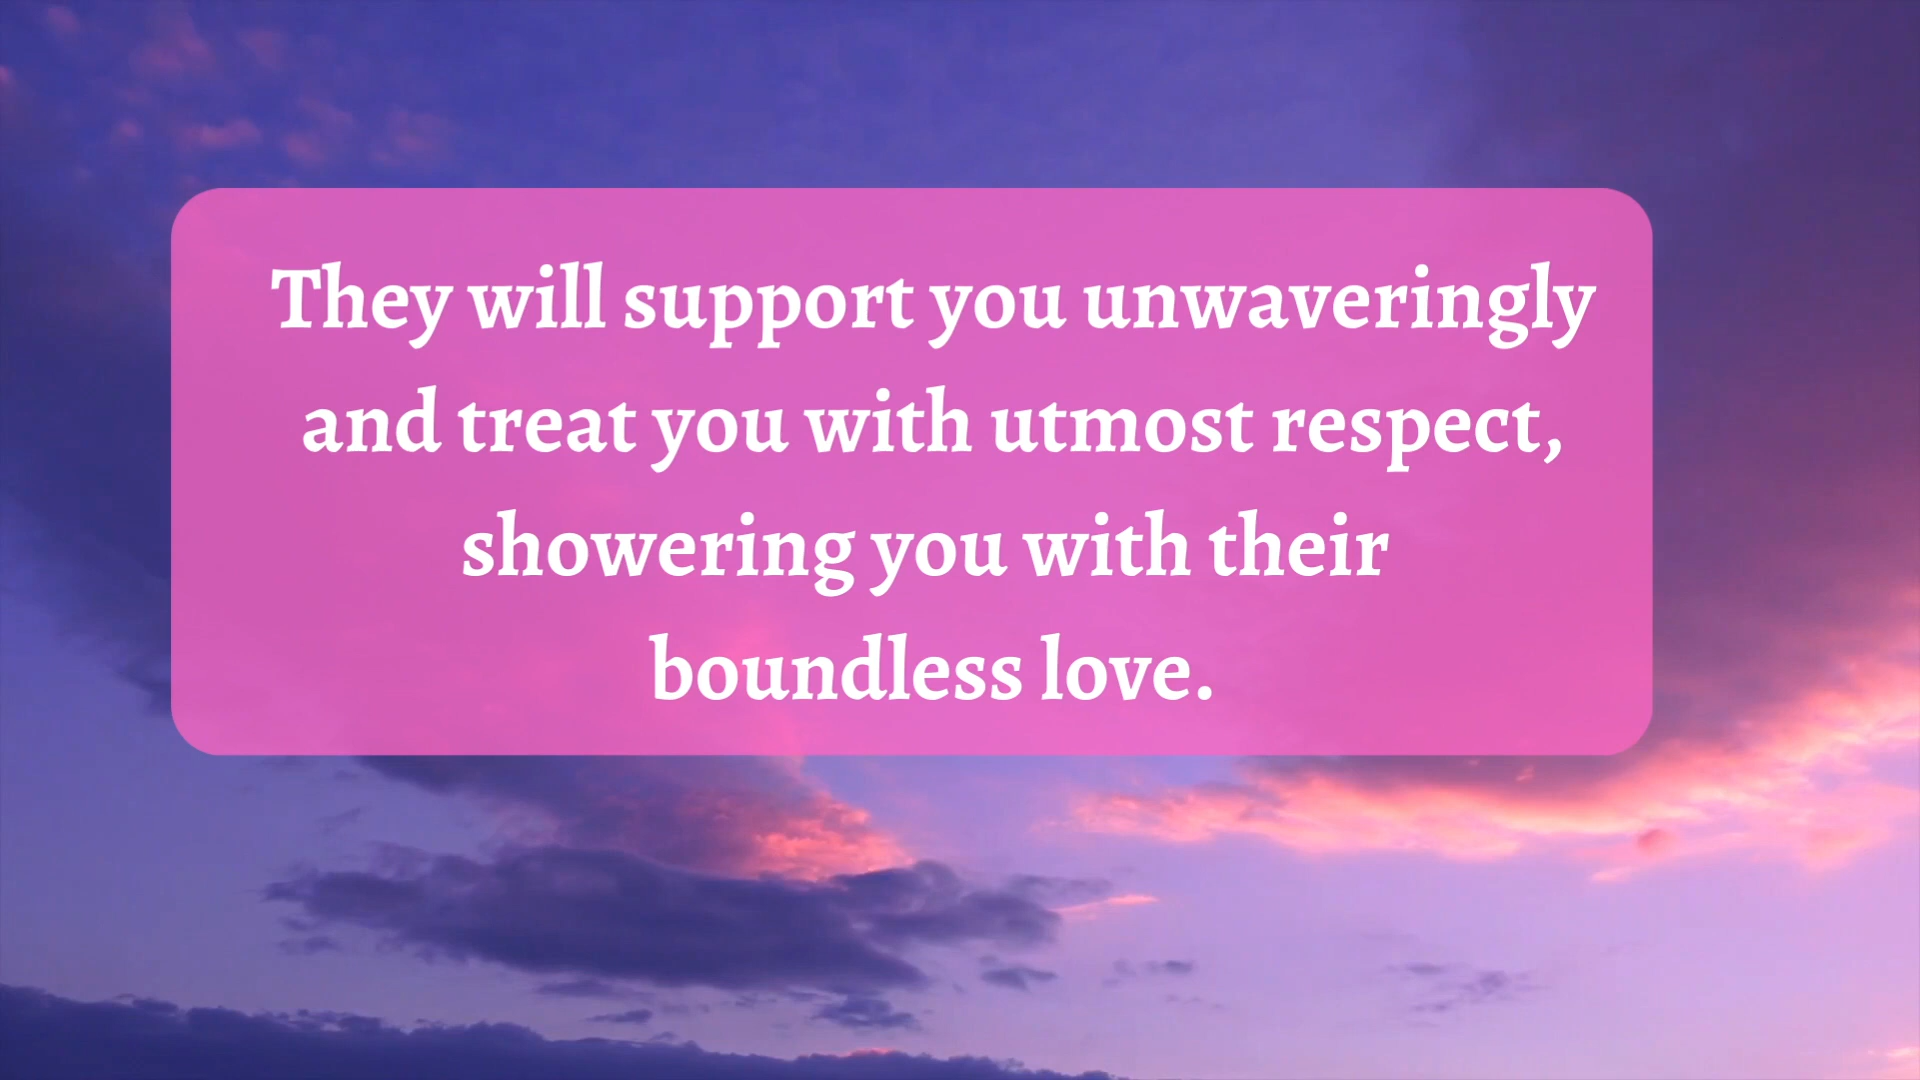 They will support you unwaveringly
and treat you with utmost respect,
showering you with their
boundless love.